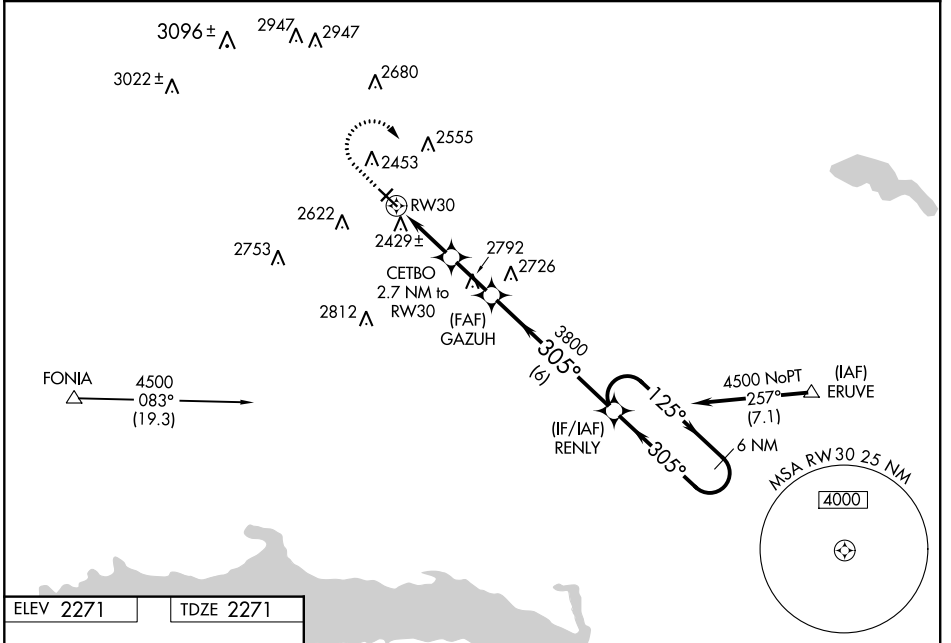 3096±
2947
2947
3022±
2680
2555
2453
RW30
2622
2429±
2753
2792
2726
CETBO
2.7 NM to
RW30
2812
(FAF)
GAZUH
3800
305°
(6)
FONIA
4500
083°
(19.3)
4500 NoPT
257°
(7.1)
(IAF)
ERUVE
125°
(IF/IAF)
RENLY
6 NM
305°
MSA RW30 25 NM
4000
ELEV 2271
TDZE 2271